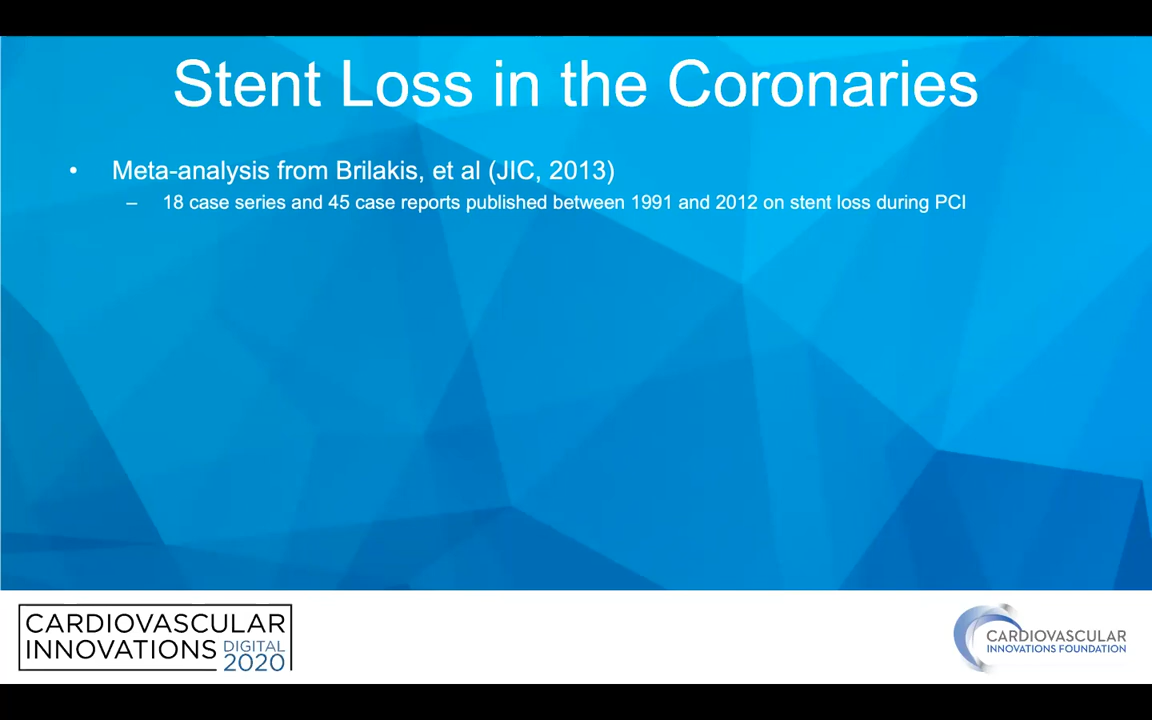 Stent Loss in the Coronaries
• Meta-analysis from Brilakis, et al (JIC, 2013)
– 18 case series and 45 case reports published between 1991 and 2012 on stent loss during PCI
CARDIOVASCULAR
INNOVATIONS DIGITAL
2020
CARDIOVASCULAR
INNOVATIONS FOUNDATION